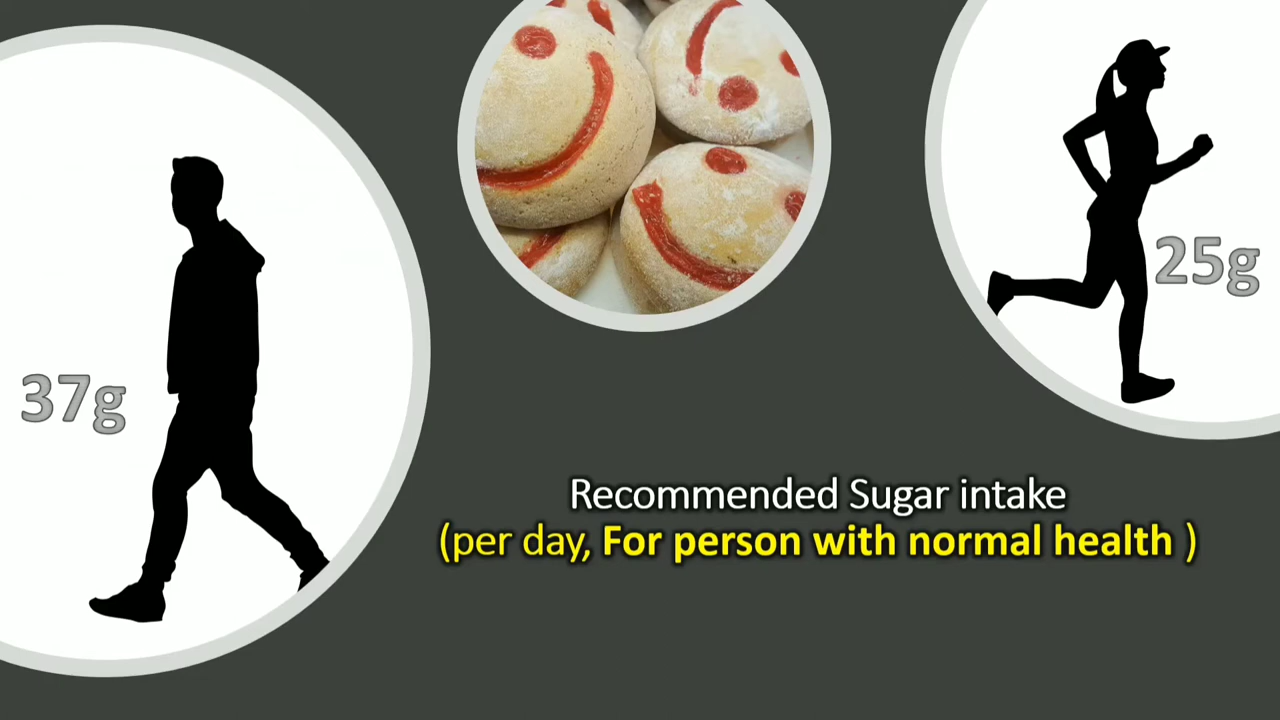 37g
25g
Recommended Sugar intake
(per day, For person with normal health )